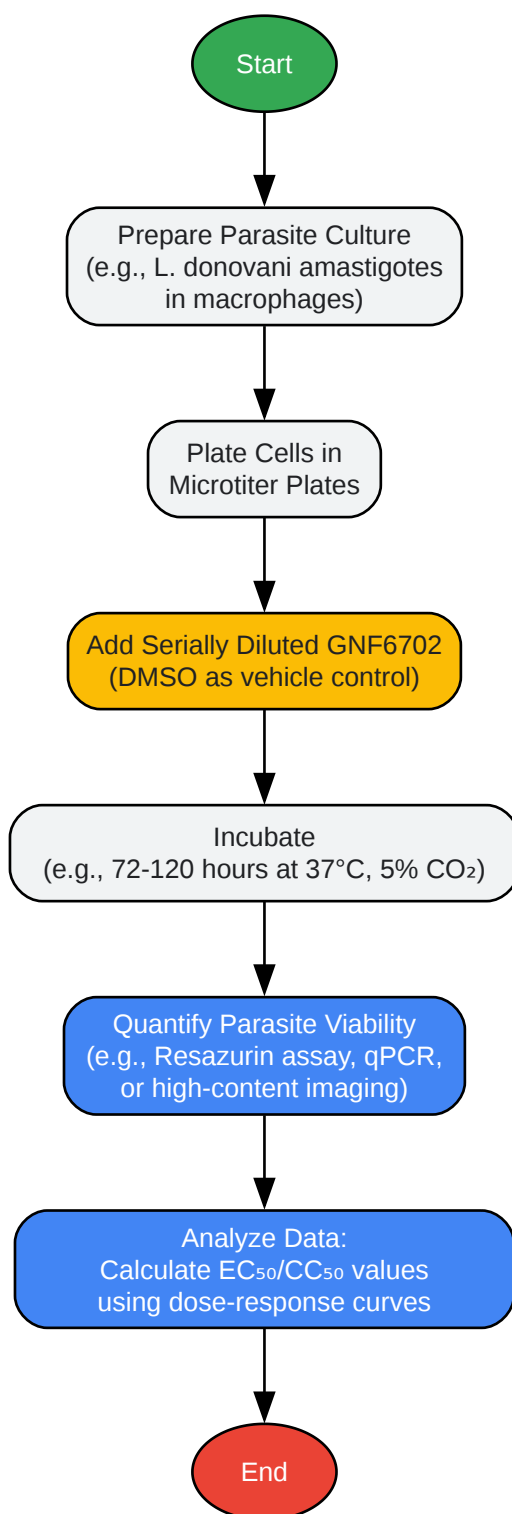 Start
Prepare Parasite Culture
(e.g., L. donovani amastigotes
in macrophages)
Plate Cells in
Microtiter Plates
Add Serially Diluted GNF6702
(DMSO as vehicle control)
Incubate
(e.g., 72-120 hours at 37°C, 5% CO₂)
Quantify Parasite Viability
(e.g., Resazurin assay, qPCR,
or high-content imaging)
Analyze Data:
Calculate EC₅₀/CC₅₀ values
using dose-response curves
End